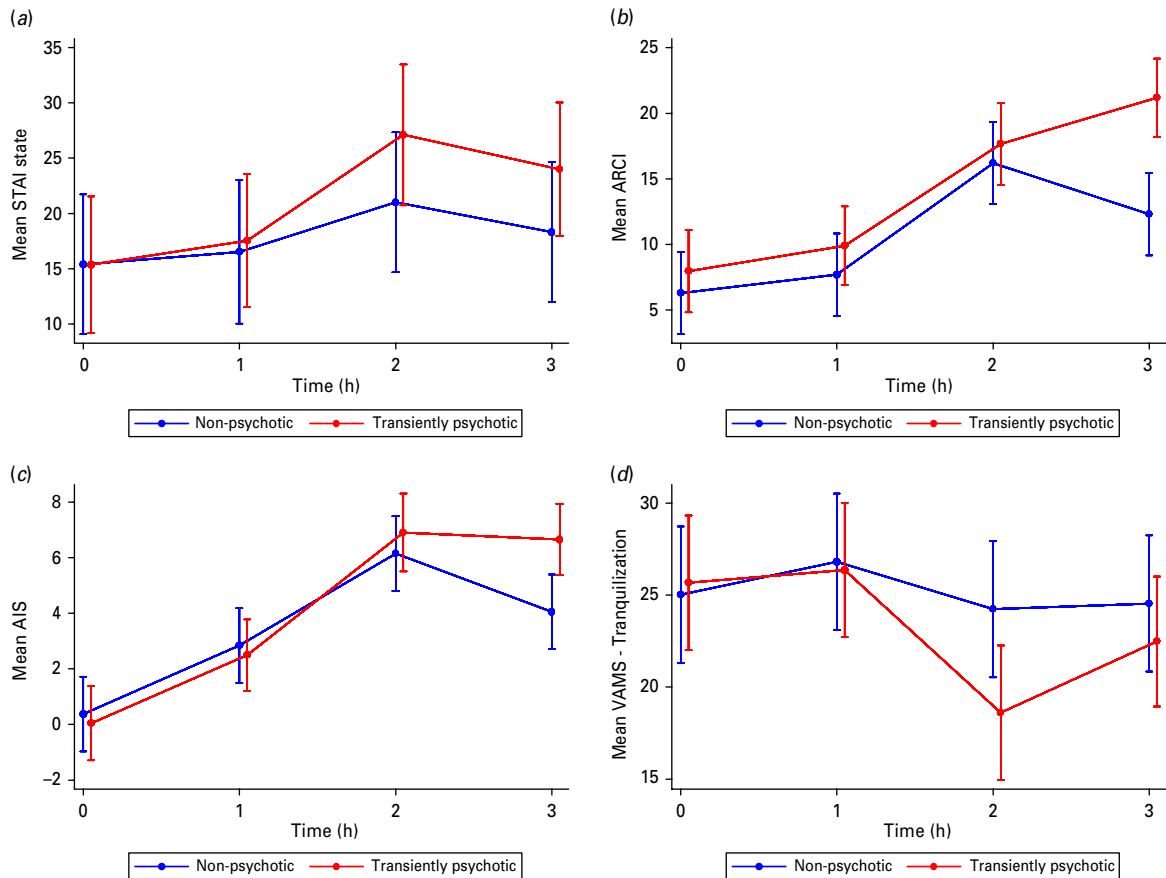 (a)
Mean STAI state
35
30
25
20
15
10
0 1 2 3
Time (h)
Non-psychotic Transiently psychotic
(b)
Mean ARCI
25
20
15
10
5
0 1 2 3
Time (h)
Non-psychotic Transiently psychotic
(c)
Mean AIS
8
6
4
2
0
–2
0 1 2 3
Time (h)
Non-psychotic Transiently psychotic
(d)
Mean VAMS - Tranquilization
30
25
20
15
0 1 2 3
Time (h)
Non-psychotic Transiently psychotic